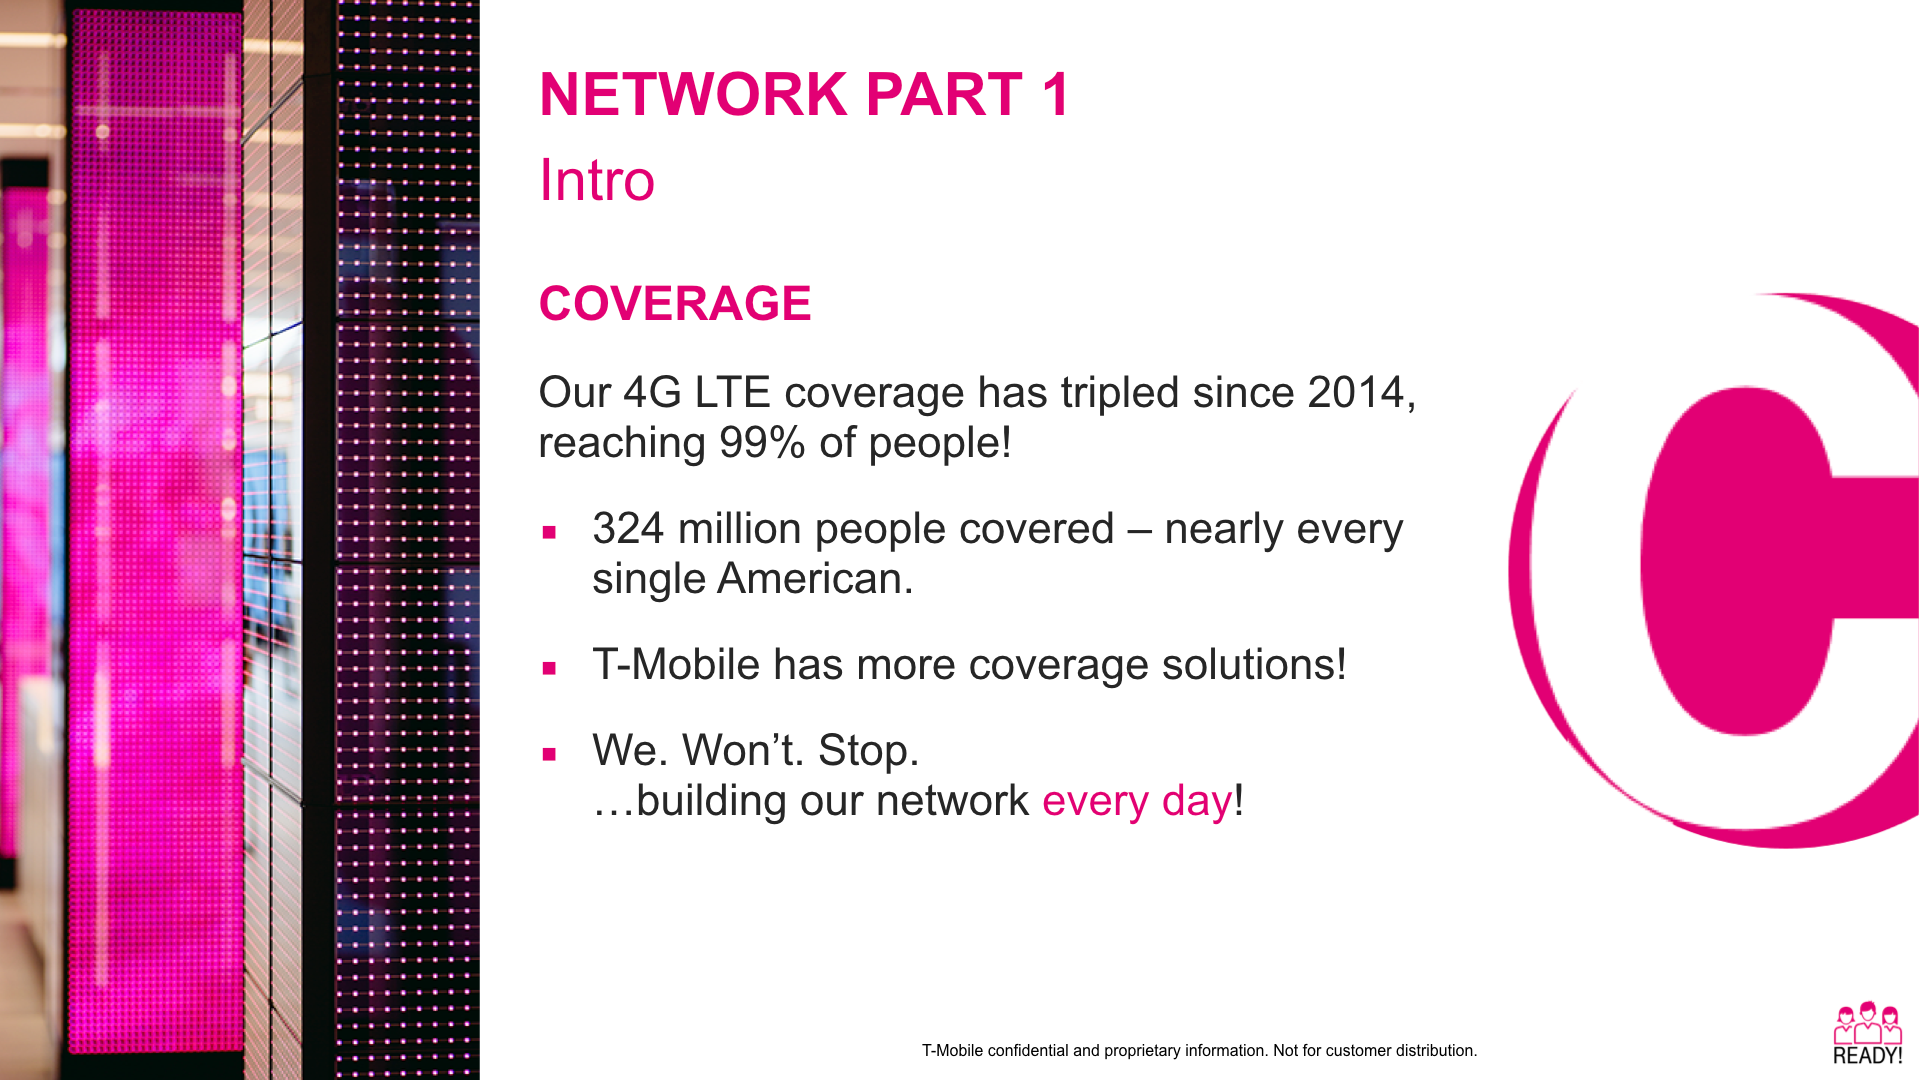 NETWORK PART 1
Intro
COVERAGE
Our 4G LTE coverage has tripled since 2014,
reaching 99% of people!
▪ 324 million people covered – nearly every
single American.
▪ T-Mobile has more coverage solutions!
▪ We. Won’t. Stop.
…building our network every day!
C
T-Mobile confidential and proprietary information. Not for customer distribution.
READY!